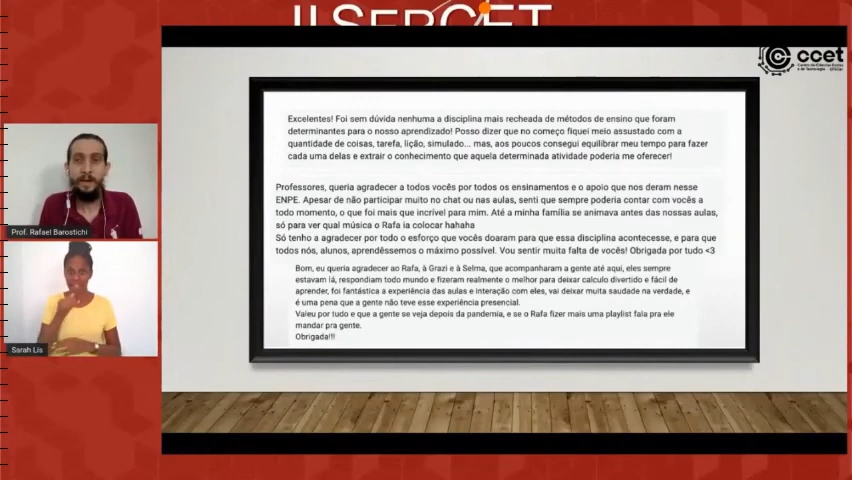 II SERCET
ccet
Centro de Ciências Exatas
e de Tecnologia - UFSCar
Excelentes! Foi sem dúvida nenhuma a disciplina mais recheada de métodos de ensino que foram
determinantes para o nosso aprendizado! Posso dizer que no começo fiquei meio assustado com a
quantidade de coisas, tarefa, lição, simulado... mas, aos poucos consegui equilibrar meu tempo para fazer
cada uma delas e extrair o conhecimento que aquela determinada atividade poderia me oferecer!
Professores, queria agradecer a todos vocês por todos os ensinamentos e o apoio que nos deram nesse
ENPE. Apesar de não participar muito no chat ou nas aulas, senti que sempre poderia contar com vocês a
todo momento, o que foi mais que incrível para mim. Até a minha família se animava antes das nossas aulas,
só para ver qual música o Rafa ia colocar hahaha
Só tenho a agradecer por todo o esforço que vocês doaram para que essa disciplina acontecesse, e para que
todos nós, alunos, aprendêssemos o máximo possível. Vou sentir muita falta de vocês! Obrigada por tudo <3
Bom, eu queria agradecer ao Rafa, à Grazi e à Selma, que acompanharam a gente até aqui, eles sempre
estavam lá, respondiam todo mundo e fizeram realmente o melhor para deixar calculo divertido e fácil de
aprender, foi fantástica a experiência das aulas e interação com eles, vai deixar muita saudade na verdade, e
é uma pena que a gente não teve esse experiência presencial.
Valeu por tudo e que a gente se veja depois da pandemia, e se o Rafa fizer mais uma playlist fala pra ele
mandar pra gente.
Obrigada!!!
Prof. Rafael Barostichi
Sarah Lis